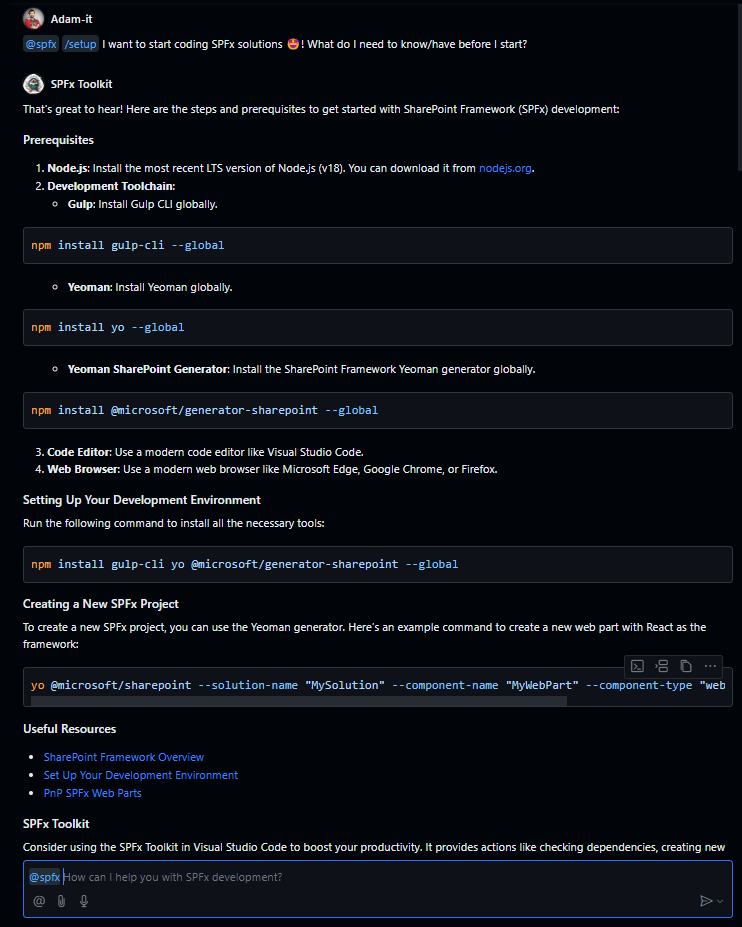 Adam-it
@spfx /setup I want to start coding SPFx solutions 🤩! What do I need to know/have before I start?
SPFx Toolkit
That's great to hear! Here are the steps and prerequisites to get started with SharePoint Framework (SPFx) development:
Prerequisites
1. Node.js: Install the most recent LTS version of Node.js (v18). You can download it from nodejs.org.
2. Development Toolchain:
Gulp: Install Gulp CLI globally.
npm install gulp-cli --global
Yeoman: Install Yeoman globally.
npm install yo --global
Yeoman SharePoint Generator: Install the SharePoint Framework Yeoman generator globally.
npm install @microsoft/generator-sharepoint --global
3. Code Editor: Use a modern code editor like Visual Studio Code.
4. Web Browser: Use a modern web browser like Microsoft Edge, Google Chrome, or Firefox.
Setting Up Your Development Environment
Run the following command to install all the necessary tools:
npm install gulp-cli yo @microsoft/generator-sharepoint --global
Creating a New SPFx Project
To create a new SPFx project, you can use the Yeoman generator. Here's an example command to create a new web part with React as the
framework:
yo @microsoft/sharepoint --solution-name "MySolution" --component-name "MyWebPart" --component-type "web
Useful Resources
SharePoint Framework Overview
Set Up Your Development Environment
PnP SPFx Web Parts
SPFx Toolkit
Consider using the SPFx Toolkit in Visual Studio Code to boost your productivity. It provides actions like checking dependencies, creating new
@spfx How can I help you with SPFx development?